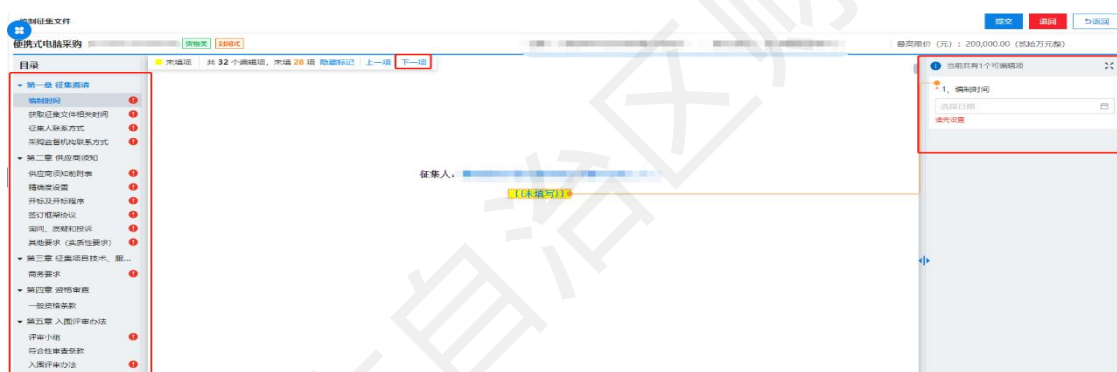 编制征集文件
提交 退回 返回
便携式电脑采购 货物类 封闭式 最高限价（元）：200,000.00 (贰拾万元整)
目录
未填项 共 32 个编辑项，未填 28 项 隐藏标记 上一项 下一项
当前共有1个可编辑项
第一章 征集邀请
编制时间
获取征集文件相关时间
征集人联系方式
采购监督机构联系方式
第二章 供应商须知
供应商须知前附表
精确度设置
开标及开标程序
签订框架协议
询问、质疑和投诉
其他要求（实质性要求）
第三章 征集项目技术、服...
商务要求
第四章 资格审查
一般资格条款
第五章 入围评审办法
评审小组
符合性审查条款
入围评审办法
征集人：
[[未填写]]
1、编制时间
选择日期
请先设置
自治区财